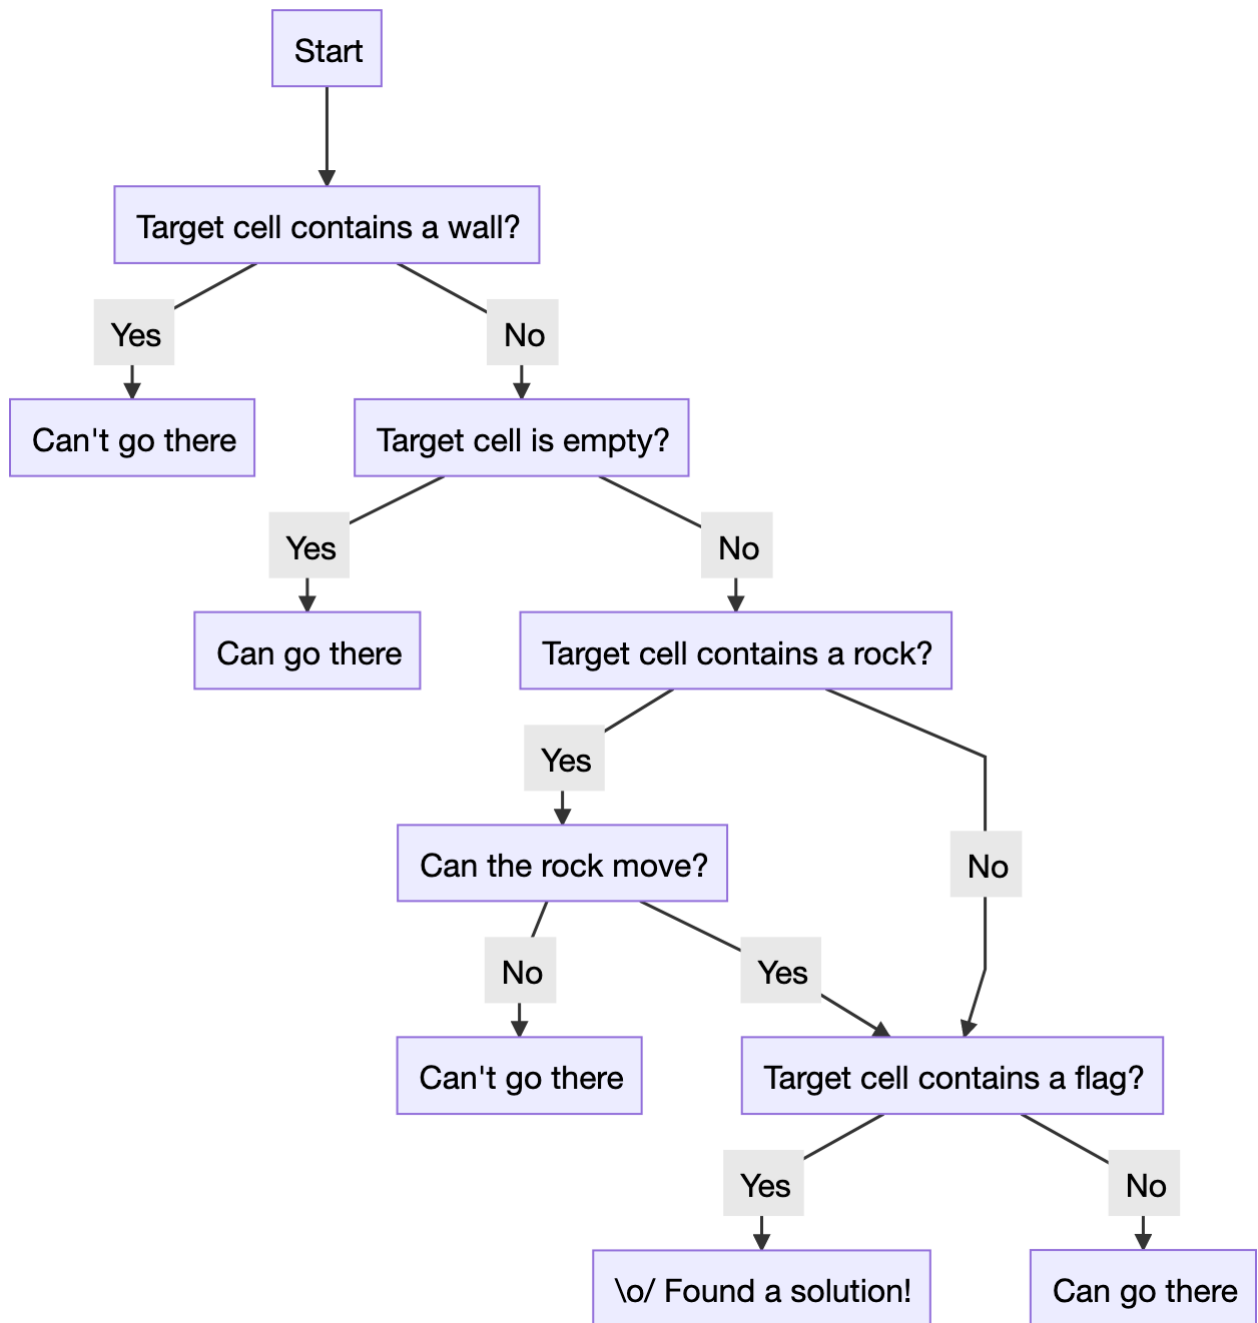 Start
Target cell contains a wall?
Yes
No
Can't go there
Target cell is empty?
Yes
No
Can go there
Target cell contains a rock?
Yes
No
Can the rock move?
No
Yes
Can't go there
Target cell contains a flag?
Yes
No
\o/ Found a solution!
Can go there